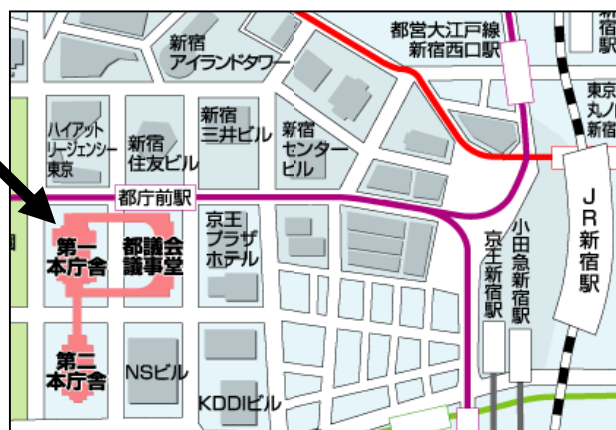 都営大江戸線
新宿西口駅
新宿
アイランドタワー
ハイアット
リージェンシー
東京
新宿
住友ビル
新宿
三井ビル
新宿
センター
ビル
都庁前駅
第一
本庁舎
都議会
議事堂
京王
プラザ
ホテル
第二
本庁舎
NSビル
KDDIビル
京王新宿駅
小田急新宿駅
JR新宿駅
東京
丸ノ
新宿
宿
駅